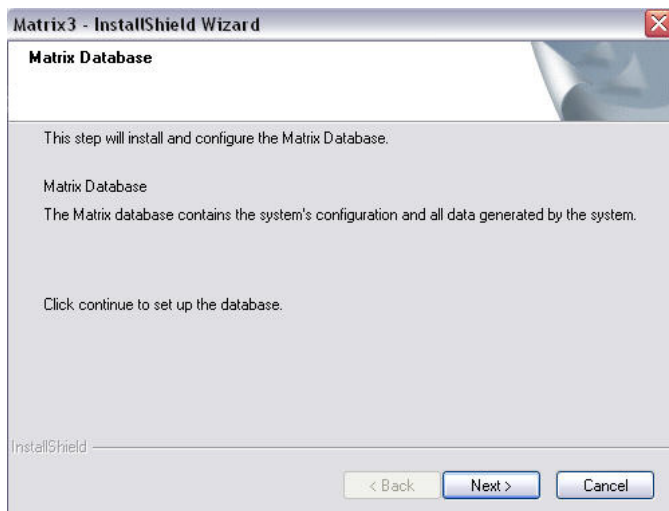 Matrix3 - InstallShield Wizard
Matrix Database
This step will install and configure the Matrix Database.
Matrix Database
The Matrix database contains the system's configuration and all data generated by the system.
Click continue to set up the database.
InstallShield
< Back Next > Cancel